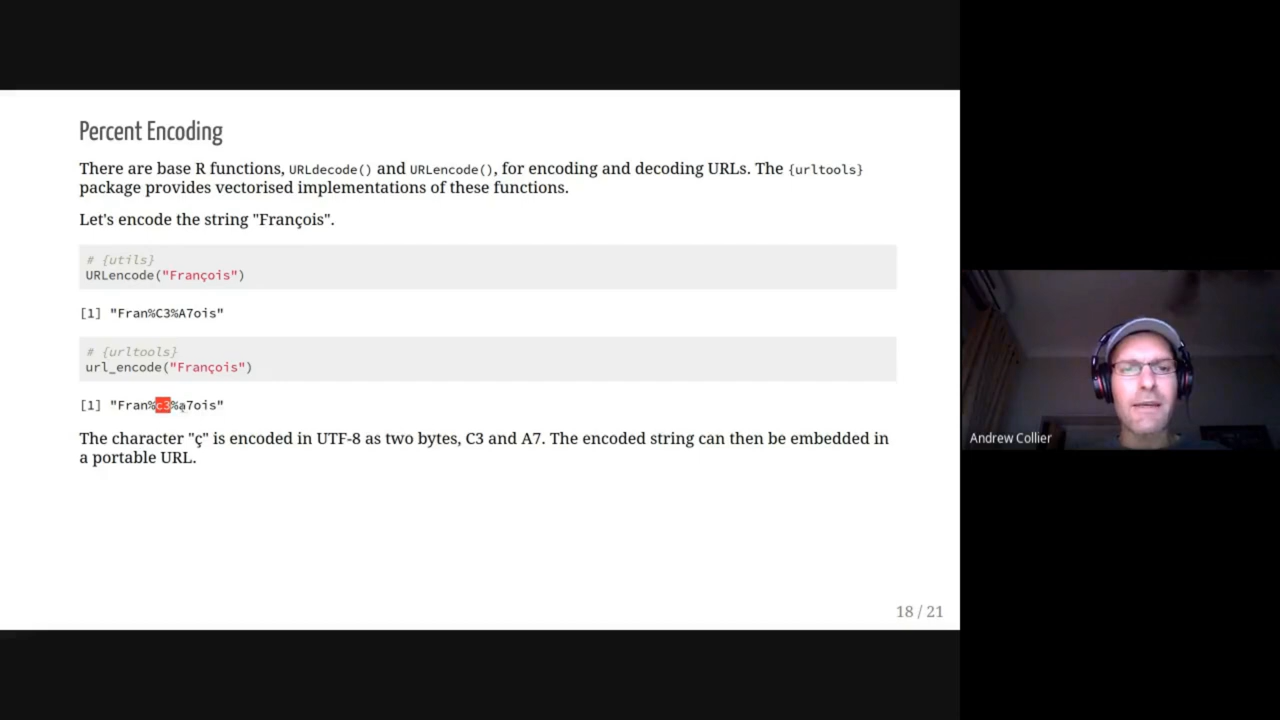 Percent Encoding
There are base R functions, URLdecode() and URLencode(), for encoding and decoding URLs. The {urltools}
package provides vectorised implementations of these functions.
Let's encode the string "François".
# {utils}
URLencode("François")
[1] "Fran%C3%A7ois"
# {urltools}
url_encode("François")
[1] "Fran%c3%a7ois"
The character "ç" is encoded in UTF-8 as two bytes, C3 and A7. The encoded string can then be embedded in
a portable URL.
18 / 21
Andrew Collier